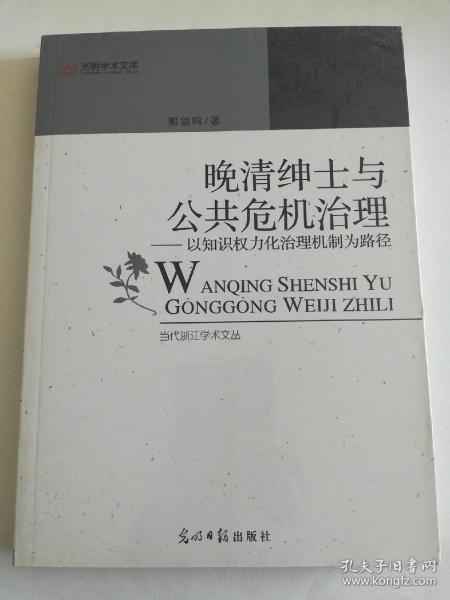 光明学术文库
郭剑鸣/著
晚清绅士与
公共危机治理
——以知识权力化治理机制为路径
WANQING SHENSHI YU
GONGGONG WEIJI ZHILI
当代浙江学术文丛
光明日报出版社
孔夫子旧书网
www.kongfz.com